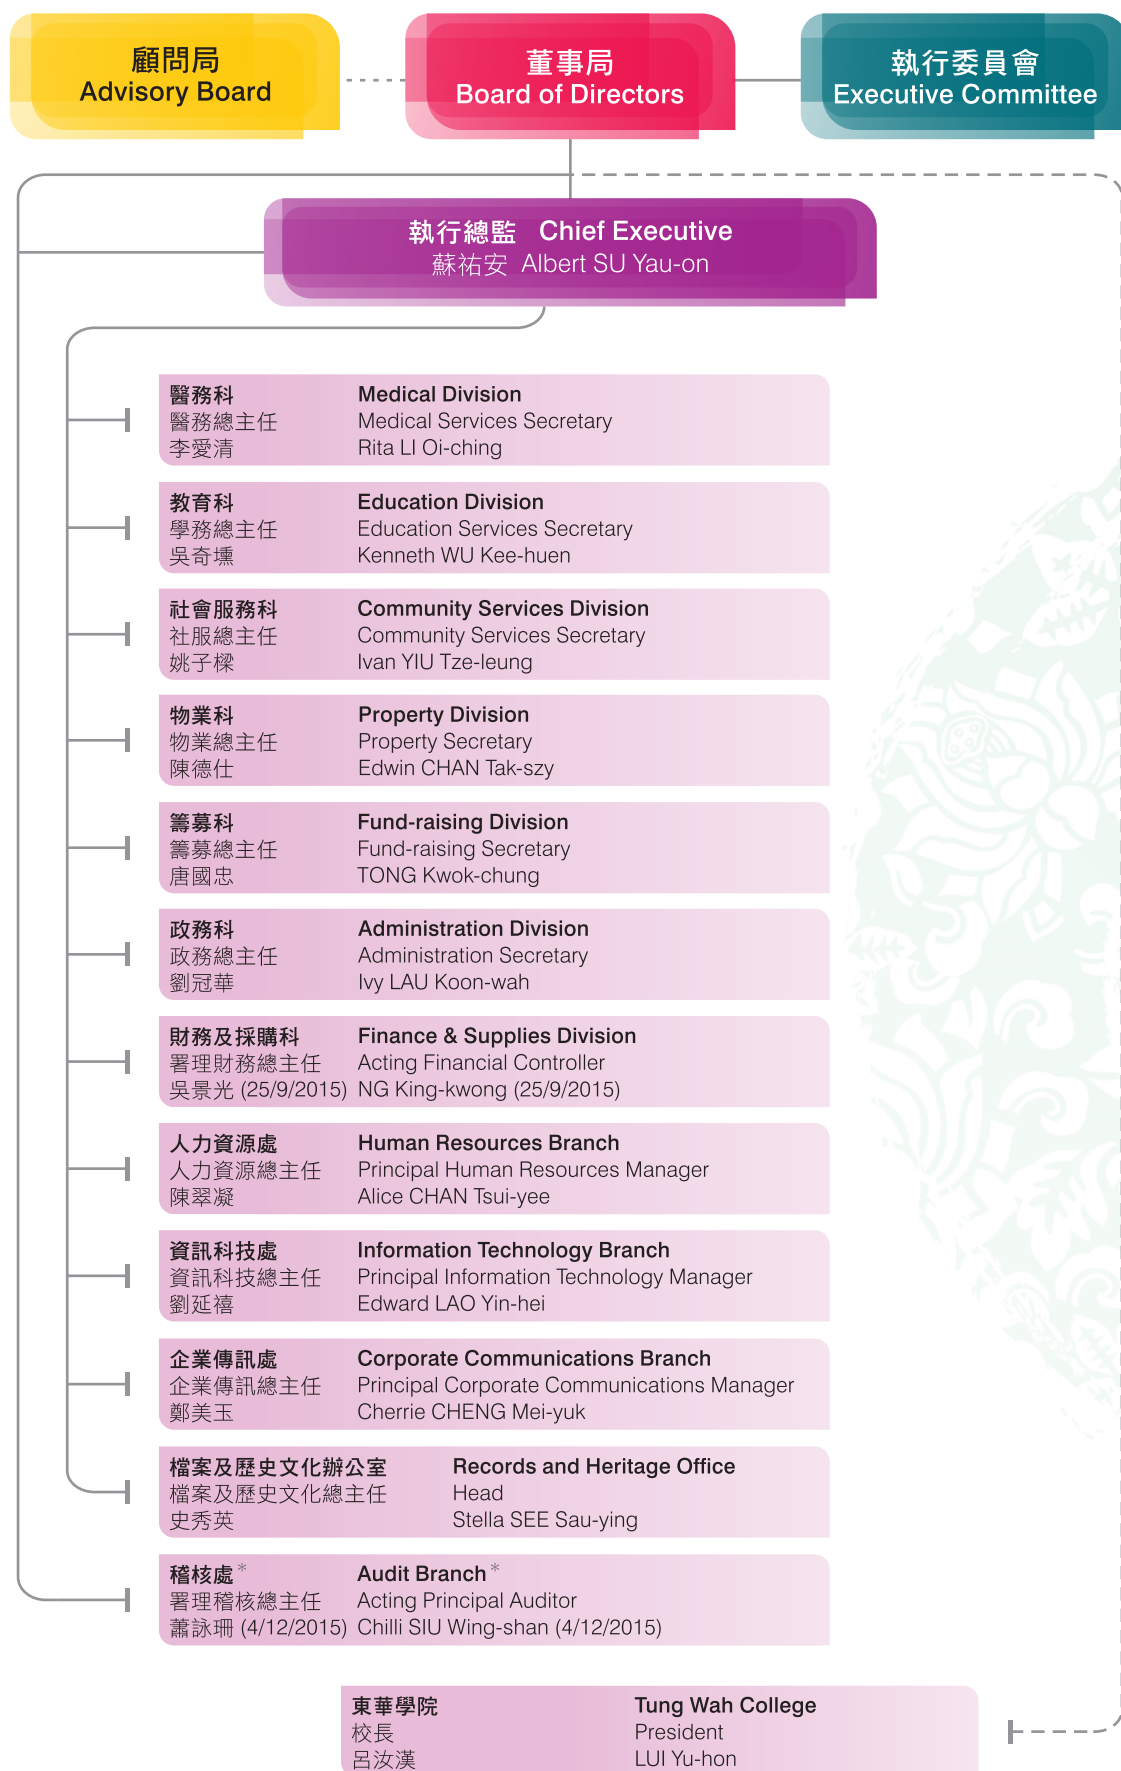 顧問局
Advisory Board
董事局
Board of Directors
執行委員會
Executive Committee
執行總監 Chief Executive
蘇祐安 Albert SU Yau-on
醫務科 Medical Division
醫務總主任 Medical Services Secretary
李愛清 Rita LI Oi-ching
教育科 Education Division
學務總主任 Education Services Secretary
吳奇壎 Kenneth WU Kee-huen
社會服務科 Community Services Division
社服總主任 Community Services Secretary
姚子樑 Ivan YIU Tze-leung
物業科 Property Division
物業總主任 Property Secretary
陳德仕 Edwin CHAN Tak-szy
籌募科 Fund-raising Division
籌募總主任 Fund-raising Secretary
唐國忠 TONG Kwok-chung
政務科 Administration Division
政務總主任 Administration Secretary
劉冠華 Ivy LAU Koon-wah
財務及採購科 Finance & Supplies Division
署理財務總主任 Acting Financial Controller
吳景光 (25/9/2015) NG King-kwong (25/9/2015)
人力資源處 Human Resources Branch
人力資源總主任 Principal Human Resources Manager
陳翠凝 Alice CHAN Tsui-yee
資訊科技處 Information Technology Branch
資訊科技總主任 Principal Information Technology Manager
劉延禧 Edward LAO Yin-hei
企業傳訊處 Corporate Communications Branch
企業傳訊總主任 Principal Corporate Communications Manager
鄭美玉 Cherrie CHENG Mei-yuk
檔案及歷史文化辦公室 Records and Heritage Office
檔案及歷史文化總主任 Head
史秀英 Stella SEE Sau-ying
稽核處* Audit Branch*
署理稽核總主任 Acting Principal Auditor
蕭詠珊 (4/12/2015) Chilli SIU Wing-shan (4/12/2015)
東華學院 Tung Wah College
校長 President
呂汝漢 LUI Yu-hon